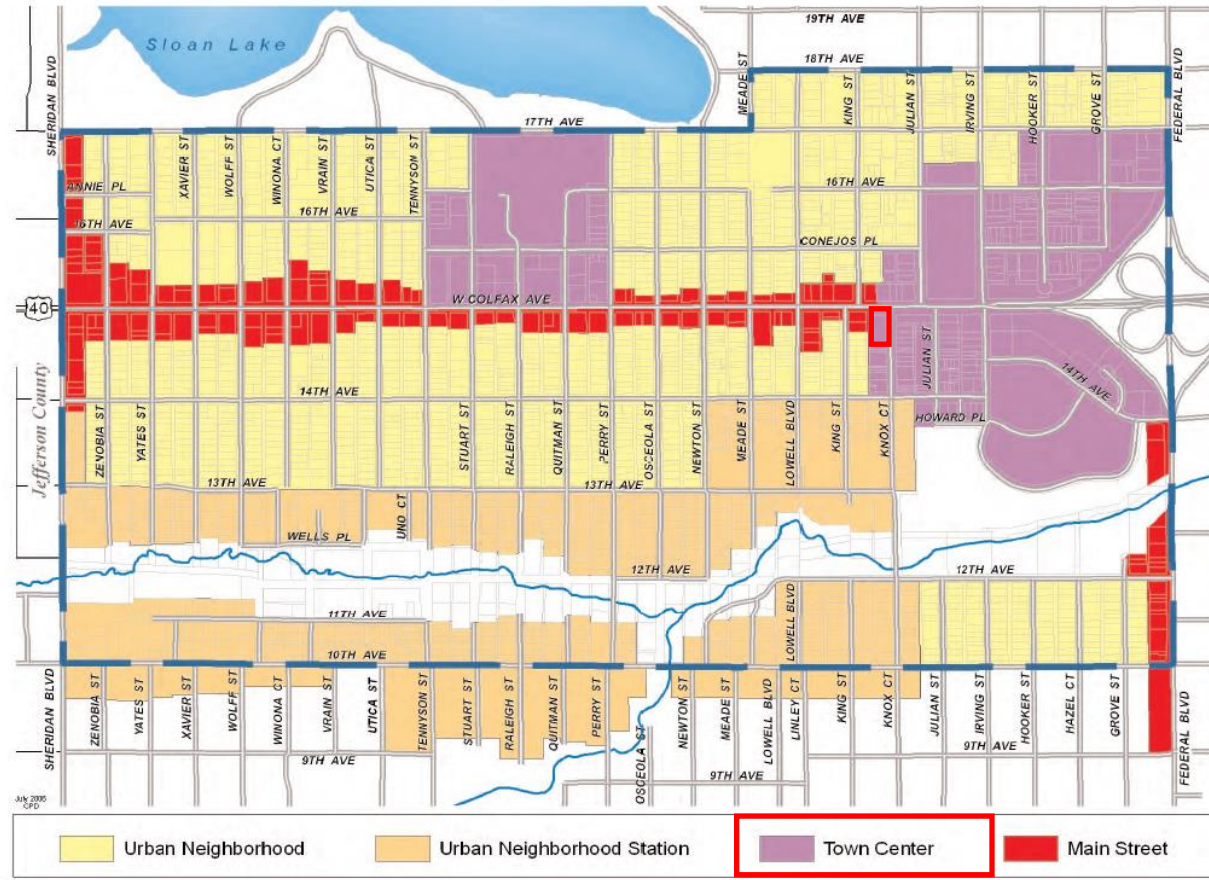 19TH AVE
Sloan Lake
SHERIDAN BLVD
MEADE ST
18TH AVE
KING ST
JULIAN ST
IRVING ST
HOOKER ST
GROVE ST
FEDERAL BLVD
17TH AVE
XAVIER ST
WOLFF ST
WINONA CT
VRAIN ST
UTICA ST
TENNYSON ST
ANNIE PL
16TH AVE
16TH AVE
16TH AVE
CONEJOS PL
W COLFAX AVE
40
Jefferson County
JULIAN ST
14TH AVE
14TH AVE
HOWARD PL
ZENOBIA ST
YATES ST
STUART ST
RALEIGH ST
QUITMAN ST
PERRY ST
OSCEOLA ST
NEWTON ST
MEADE ST
LOWELL BLVD
KING ST
KNOX CT
13TH AVE
13TH AVE
UNO CT
WELLS PL
12TH AVE
12TH AVE
11TH AVE
LOWELL BLVD
10TH AVE
SHERIDAN BLVD
ZENOBIA ST
YATES ST
XAVIER ST
WOLFF ST
WINONA CT
VRAIN ST
UTICA ST
TENNYSON ST
STUART ST
RALEIGH ST
QUITMAN ST
PERRY ST
OSCEOLA ST
NEWTON ST
MEADE ST
LOWELL BLVD
LINLEY CT
KING ST
KNOX CT
JULIAN ST
IRVING ST
HOOKER ST
HAZEL CT
GROVE ST
FEDERAL BLVD
9TH AVE
9TH AVE
9TH AVE
CPD
Urban Neighborhood
Urban Neighborhood Station
Town Center
Main Street